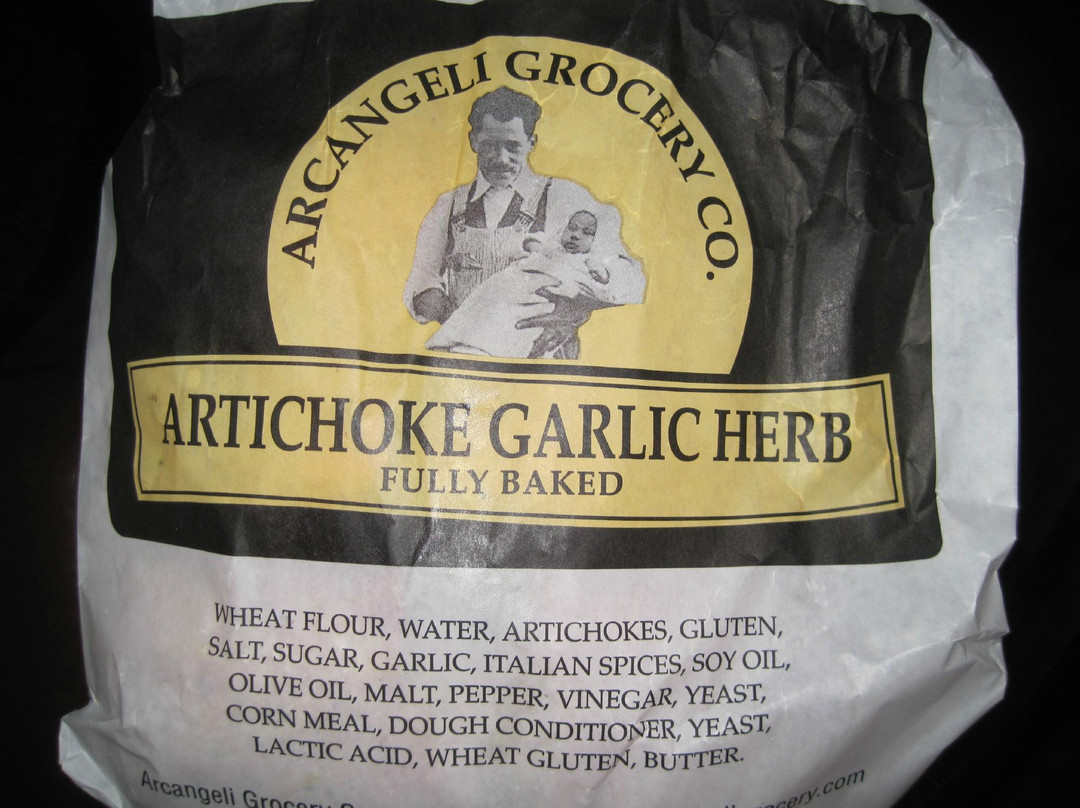 ARCANGELI GROCERY CO.
ARTICHOKE GARLIC HERB
FULLY BAKED
WHEAT FLOUR, WATER, ARTICHOKES, GLUTEN,
SALT, SUGAR, GARLIC, ITALIAN SPICES, SOY OIL,
OLIVE OIL, MALT, PEPPER, VINEGAR, YEAST,
CORN MEAL, DOUGH CONDITIONER, YEAST,
LACTIC ACID, WHEAT GLUTEN, BUTTER.
Arcangeli Grocery